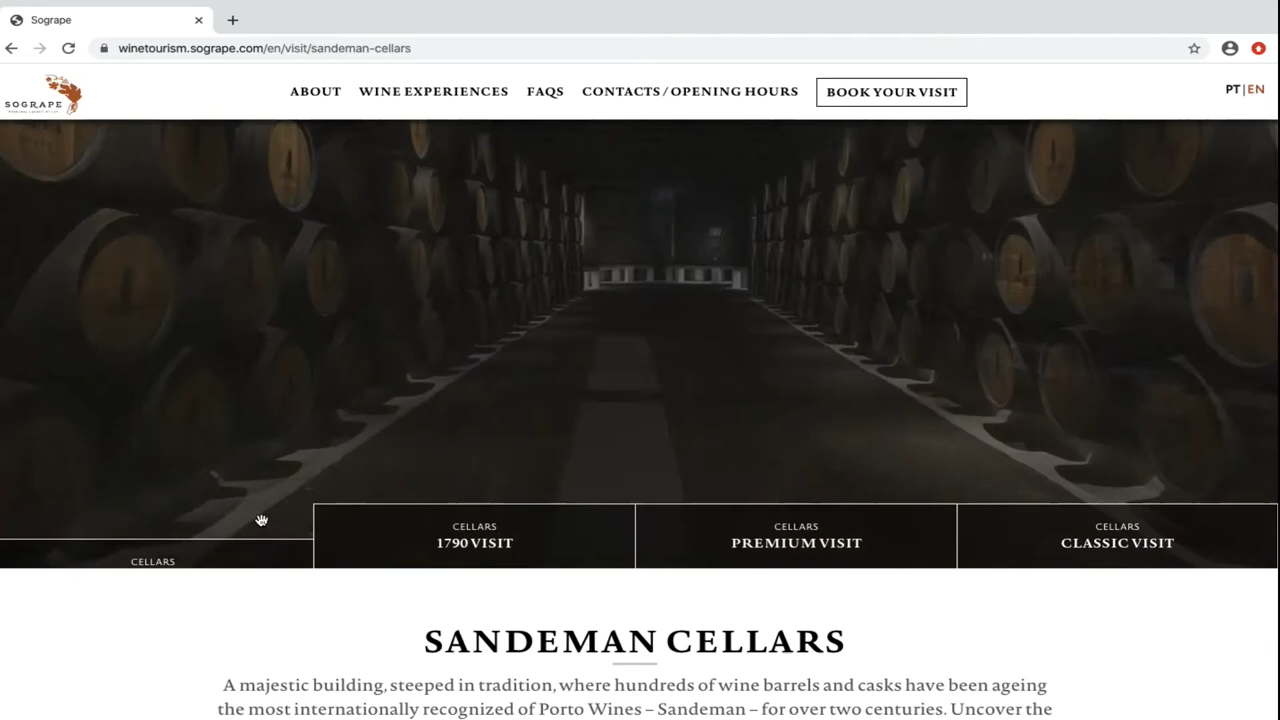 Sogrape
winetourism.sogrape.com/en/visit/sandeman-cellars
SOGRAPE
ABOUT WINE EXPERIENCES FAQS CONTACTS / OPENING HOURS BOOK YOUR VISIT
PT | EN
CELLARS
CELLARS
1790 VISIT
CELLARS
PREMIUM VISIT
CELLARS
CLASSIC VISIT
SANDEMAN CELLARS
A majestic building, steeped in tradition, where hundreds of wine barrels and casks have been ageing
the most internationally recognized of Porto Wines – Sandeman – for over two centuries. Uncover the